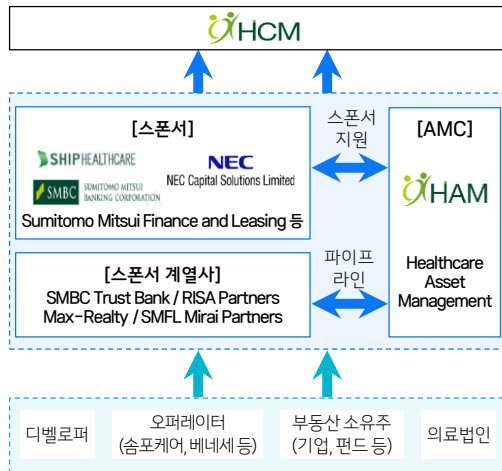 HCM
[스폰서]
SHIPHEALTHCARE
NEC
NEC Capital Solutions Limited
SMBC
SUMITOMO MITSUI
BANKING CORPORATION
Sumitomo Mitsui Finance and Leasing 등
스폰서
지원
[AMC]
HAM
Healthcare
Asset
Management
[스폰서 계열사]
SMBC Trust Bank / RISA Partners
Max-Realty / SMFL Mirai Partners
파이프
라인
디벨로퍼
오퍼레이터
(솜포케어, 베네세 등)
부동산 소유주
(기업, 펀드 등)
의료법인